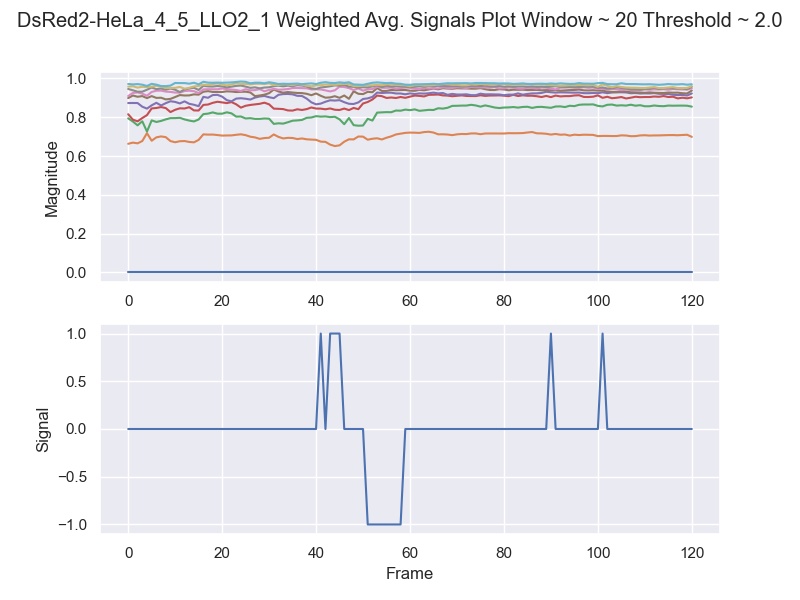 DsRed2-HeLa_4_5_LLO2_1 Weighted Avg. Signals Plot Window ~ 20 Threshold ~ 2.0
1.0
0.8
0.6
0.4
0.2
0.0
Magnitude
0 20 40 60 80 100 120
1.0
0.5
0.0
−0.5
−1.0
Signal
0 20 40 60 80 100 120
Frame